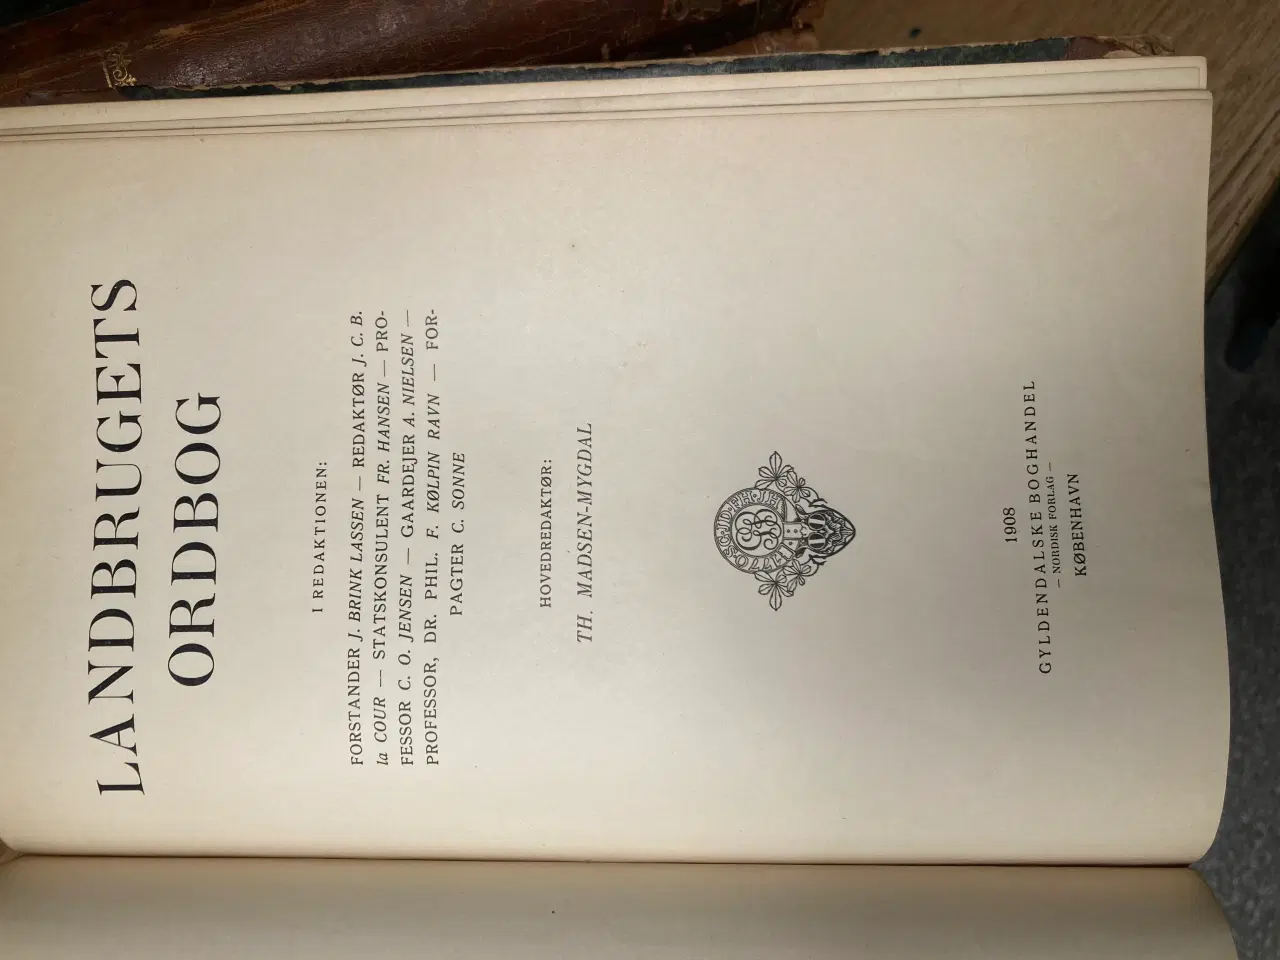 LANDBRUGETS
ORDBOG
I REDAKTIONEN:
FORSTANDER J. BRINK LASSEN — REDAKTØR J. C. B.
la COUR — STATSKONSULENT FR. HANSEN — PRO-
FESSOR C. O. JENSEN — GAARDEJER A. NIELSEN —
PROFESSOR, DR. PHIL. F. KØLPIN RAVN — FOR-
PAGTER C. SONNE
HOVEDREDAKTØR:
TH. MADSEN-MYGDAL
1908
GYLDENDALSKE BOGHANDEL
— NORDISK FORLAG —
KØBENHAVN